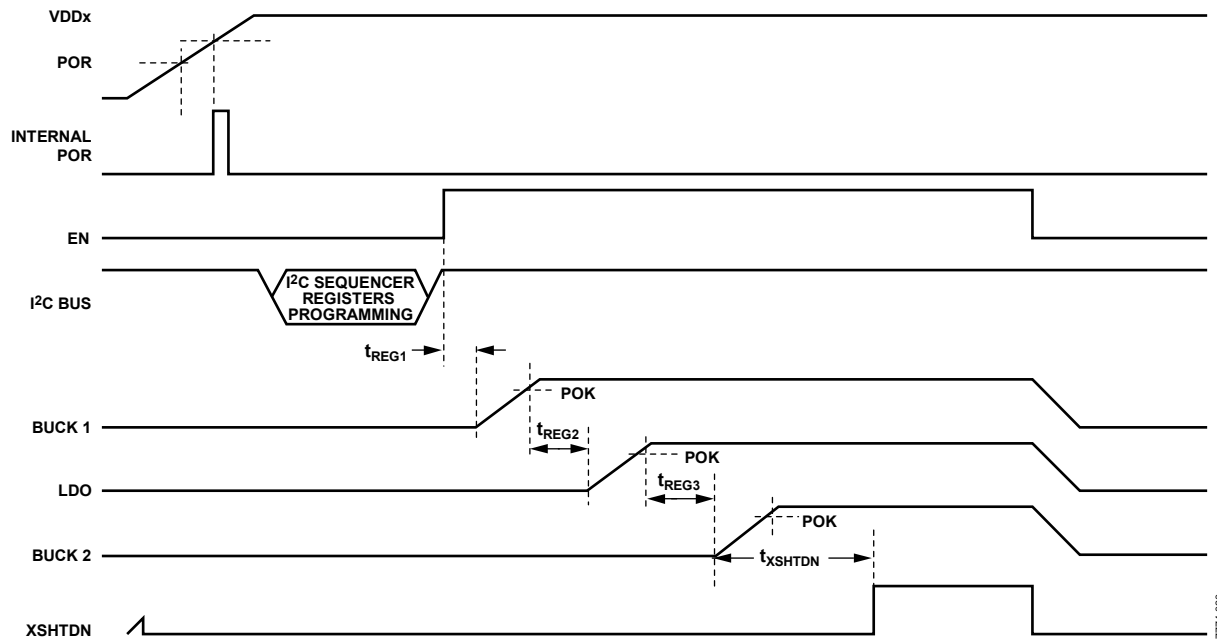 VDDx
POR
INTERNAL
POR
EN
I²C BUS
I²C SEQUENCER
REGISTERS
PROGRAMMING
tREG1
POK
BUCK 1
tREG2
POK
LDO
tREG3
POK
BUCK 2
tXSHTDN
XSHTDN